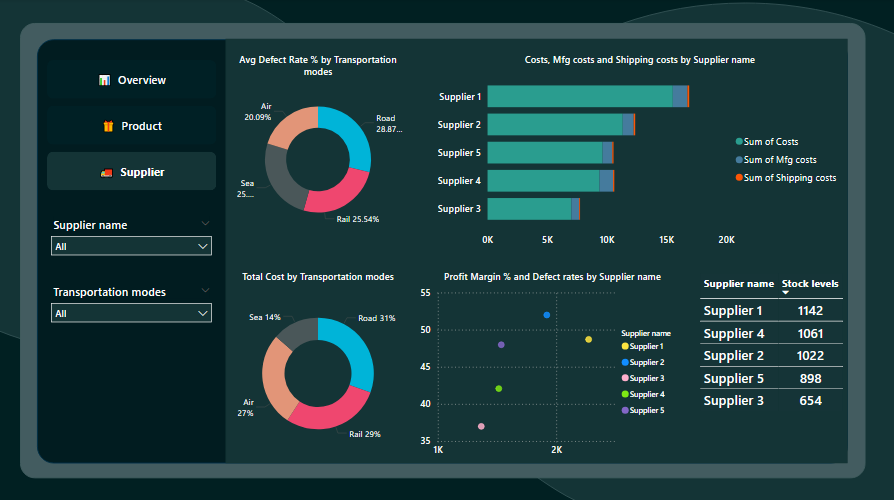 Overview
Product
Supplier
Supplier name
All
Transportation modes
All
Avg Defect Rate % by Transportation
modes
Air
20.09%
Road
28.87...
Sea
25....
Rail 25.54%
Costs, Mfg costs and Shipping costs by Supplier name
Supplier 1
Supplier 2
Supplier 5
Supplier 4
Supplier 3
0K 5K 10K 15K 20K
Sum of Costs
Sum of Mfg costs
Sum of Shipping costs
Total Cost by Transportation modes
Sea 14%
Road 31%
Air
27%
Rail 29%
Profit Margin % and Defect rates by Supplier name
55
50
45
40
35
1K 2K
Supplier name
Supplier 1
Supplier 2
Supplier 3
Supplier 4
Supplier 5
Supplier name Stock levels
Supplier 1 1142
Supplier 4 1061
Supplier 2 1022
Supplier 5 898
Supplier 3 654